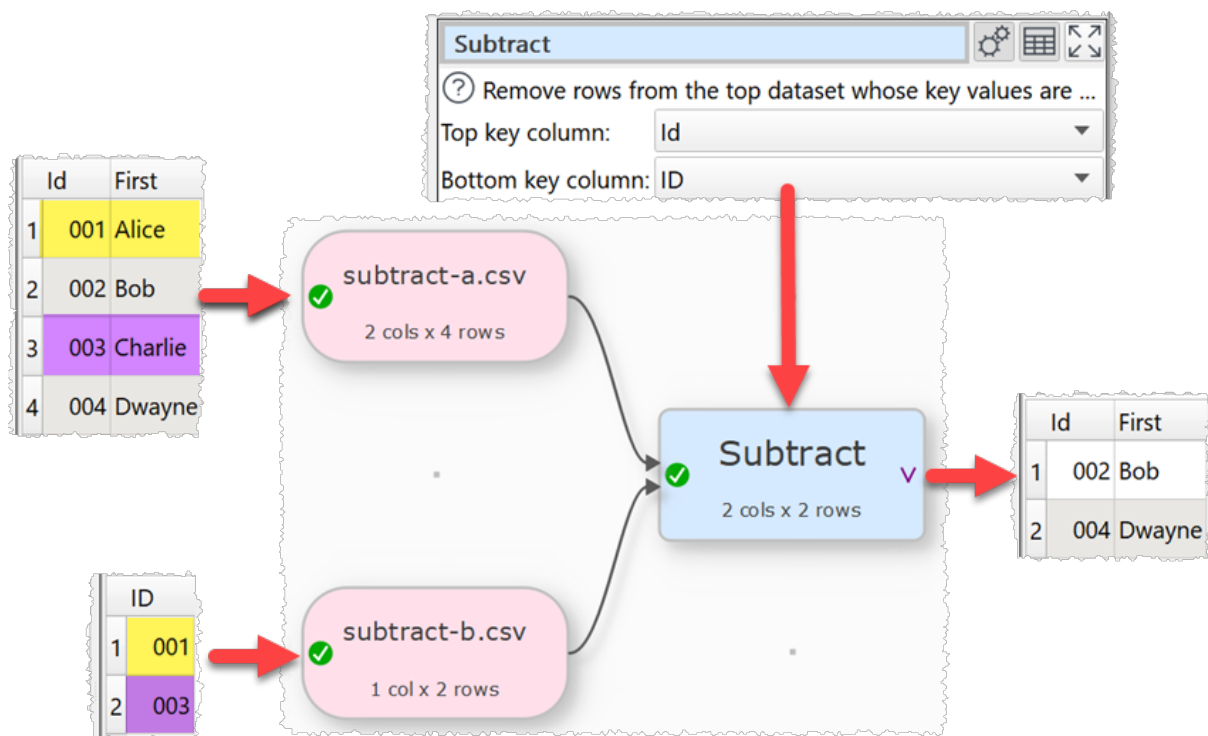 Subtract
? Remove rows from the top dataset whose key values are ...
Top key column: Id
Bottom key column: ID
Id First
1 001 Alice
2 002 Bob
3 003 Charlie
4 004 Dwayne
subtract-a.csv
2 cols x 4 rows
Subtract
V
2 cols x 2 rows
Id First
1 002 Bob
2 004 Dwayne
ID
1 001
2 003
subtract-b.csv
1 col x 2 rows